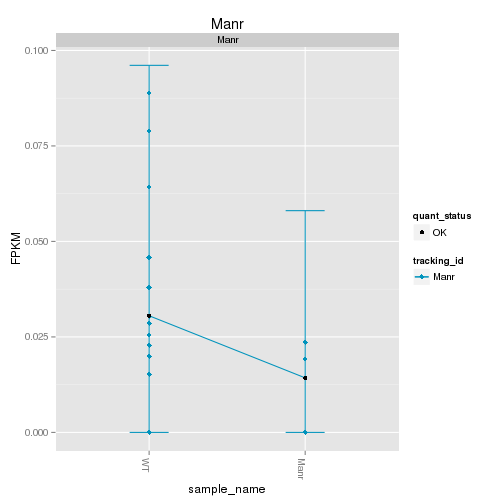 Manr
Manr
0.100
0.075
0.050
0.025
0.000
FPKM
WT
Manr
sample_name
quant_status
OK
tracking_id
Manr